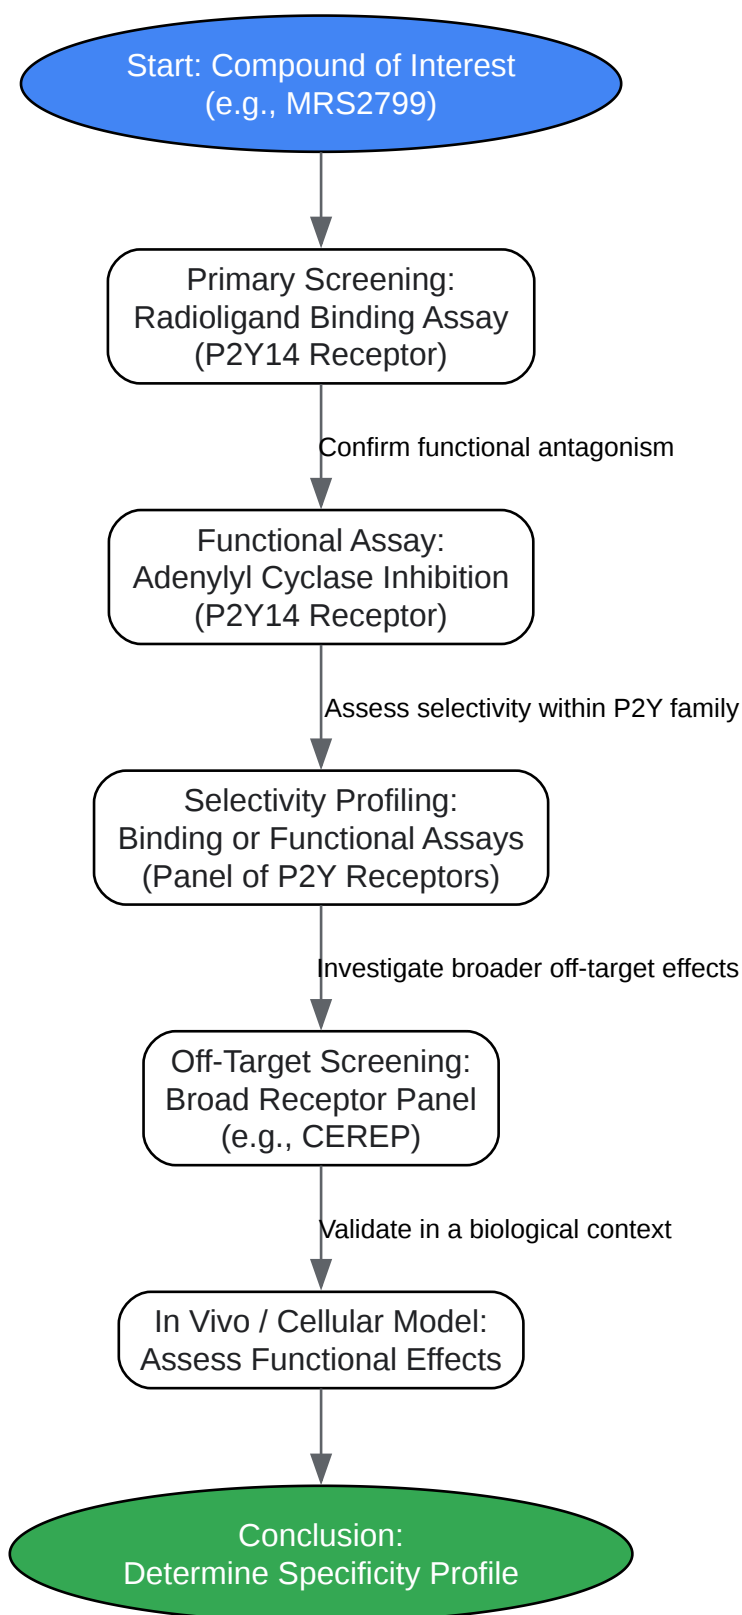 Start: Compound of Interest
(e.g., MRS2799)
Primary Screening:
Radioligand Binding Assay
(P2Y14 Receptor)
Confirm functional antagonism
Functional Assay:
Adenylyl Cyclase Inhibition
(P2Y14 Receptor)
Assess selectivity within P2Y family
Selectivity Profiling:
Binding or Functional Assays
(Panel of P2Y Receptors)
Investigate broader off-target effects
Off-Target Screening:
Broad Receptor Panel
(e.g., CEREP)
Validate in a biological context
In Vivo / Cellular Model:
Assess Functional Effects
Conclusion:
Determine Specificity Profile